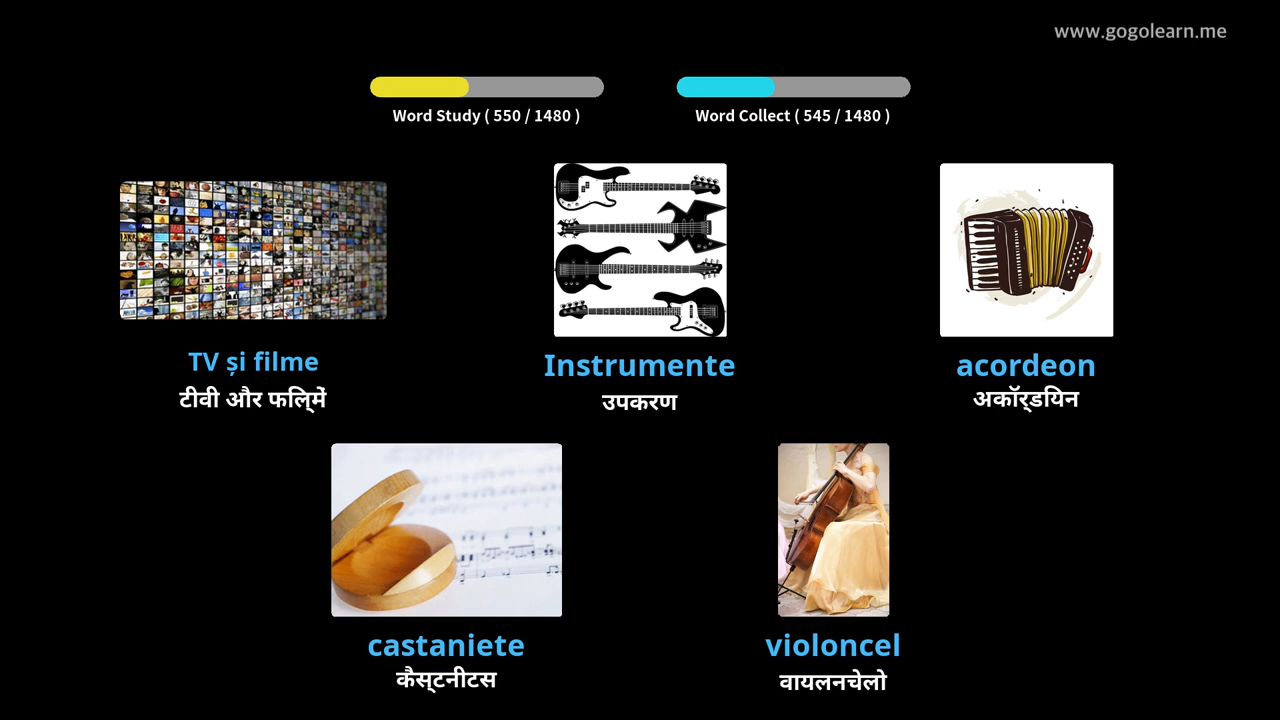 www.gogolearn.me
Word Study ( 550 / 1480 )
Word Collect ( 545 / 1480 )
TV și filme
टीवी और फिल्में
Instrumente
उपकरण
acordeon
अकॉर्डियन
castaniete
कैस्टनीटस
violoncel
वायलनचेलो